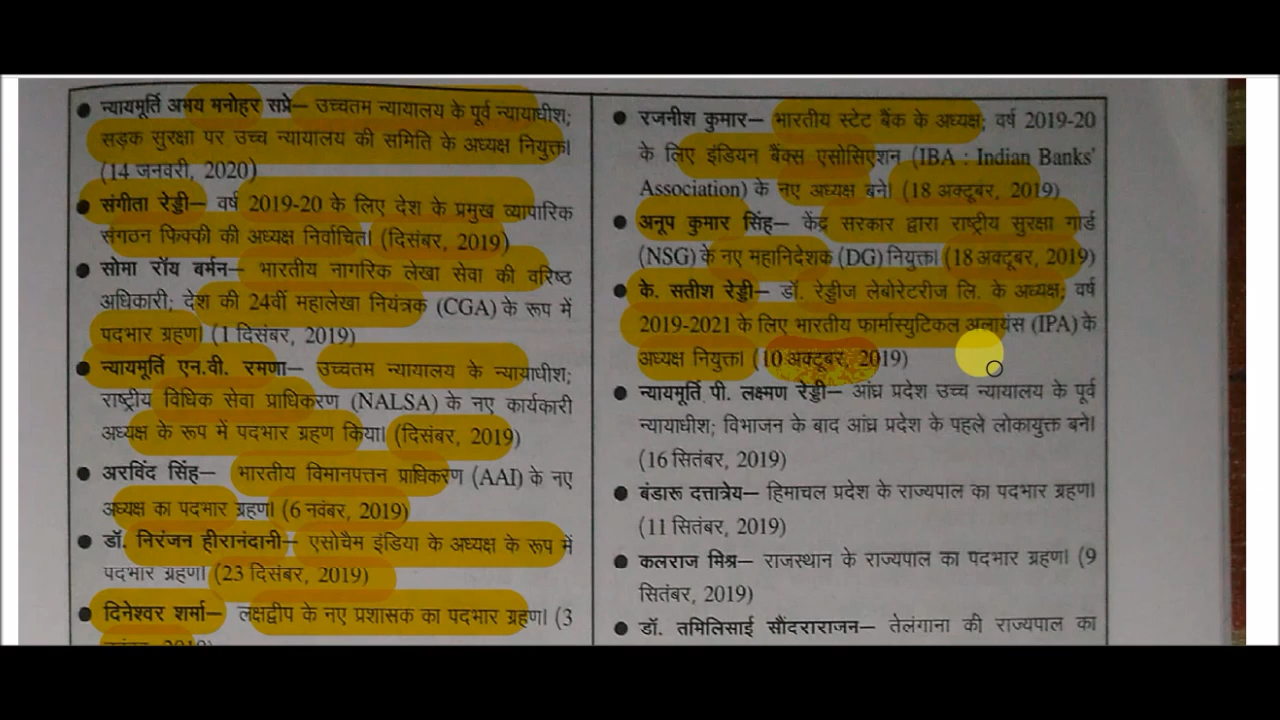 ● न्यायमूर्ति अभय मनोहर सप्रे– उच्चतम न्यायालय के पूर्व न्यायाधीश;
सड़क सुरक्षा पर उच्च न्यायालय की समिति के अध्यक्ष नियुक्त।
(14 जनवरी, 2020)
● संगीता रेड्डी– वर्ष 2019-20 के लिए देश के प्रमुख व्यापारिक
संगठन फिक्की की अध्यक्ष निर्वाचित। (दिसंबर, 2019)
● सोमा रॉय बर्मन– भारतीय नागरिक लेखा सेवा की वरिष्ठ
अधिकारी; देश की 24वीं महालेखा नियंत्रक (CGA) के रूप में
पदभार ग्रहण। (1 दिसंबर, 2019)
● न्यायमूर्ति एन.वी. रमणा– उच्चतम न्यायालय के न्यायाधीश;
राष्ट्रीय विधिक सेवा प्राधिकरण (NALSA) के नए कार्यकारी
अध्यक्ष के रूप में पदभार ग्रहण किया। (दिसंबर, 2019)
● अरविंद सिंह– भारतीय विमानपत्तन प्राधिकरण (AAI) के नए
अध्यक्ष का पदभार ग्रहण। (6 नवंबर, 2019)
● डॉ. निरंजन हीरानंदानी– एसोचैम इंडिया के अध्यक्ष के रूप में
पदभार ग्रहण। (23 दिसंबर, 2019)
● दिनेश्वर शर्मा– लक्षद्वीप के नए प्रशासक का पदभार ग्रहण। (3
● रजनीश कुमार– भारतीय स्टेट बैंक के अध्यक्ष; वर्ष 2019-20
के लिए इंडियन बैंक्स एसोसिएशन (IBA : Indian Banks'
Association) के नए अध्यक्ष बने। (18 अक्टूबर, 2019)
● अनूप कुमार सिंह– केंद्र सरकार द्वारा राष्ट्रीय सुरक्षा गार्ड
(NSG) के नए महानिदेशक (DG) नियुक्त। (18 अक्टूबर, 2019)
● के. सतीश रेड्डी– डॉ. रेड्डीज लेबोरेटरीज लि. के अध्यक्ष; वर्ष
2019-2021 के लिए भारतीय फार्मास्युटिकल अलायंस (IPA) के
अध्यक्ष नियुक्त। (10 अक्टूबर, 2019)
● न्यायमूर्ति पी. लक्ष्मण रेड्डी– आंध्र प्रदेश उच्च न्यायालय के पूर्व
न्यायाधीश; विभाजन के बाद आंध्र प्रदेश के पहले लोकायुक्त बने।
(16 सितंबर, 2019)
● बंडारू दत्तात्रेय– हिमाचल प्रदेश के राज्यपाल का पदभार ग्रहण।
(11 सितंबर, 2019)
● कलराज मिश्र– राजस्थान के राज्यपाल का पदभार ग्रहण। (9
सितंबर, 2019)
● डॉ. तमिलिसाई सौंदराराजन– तेलंगाना की राज्यपाल का